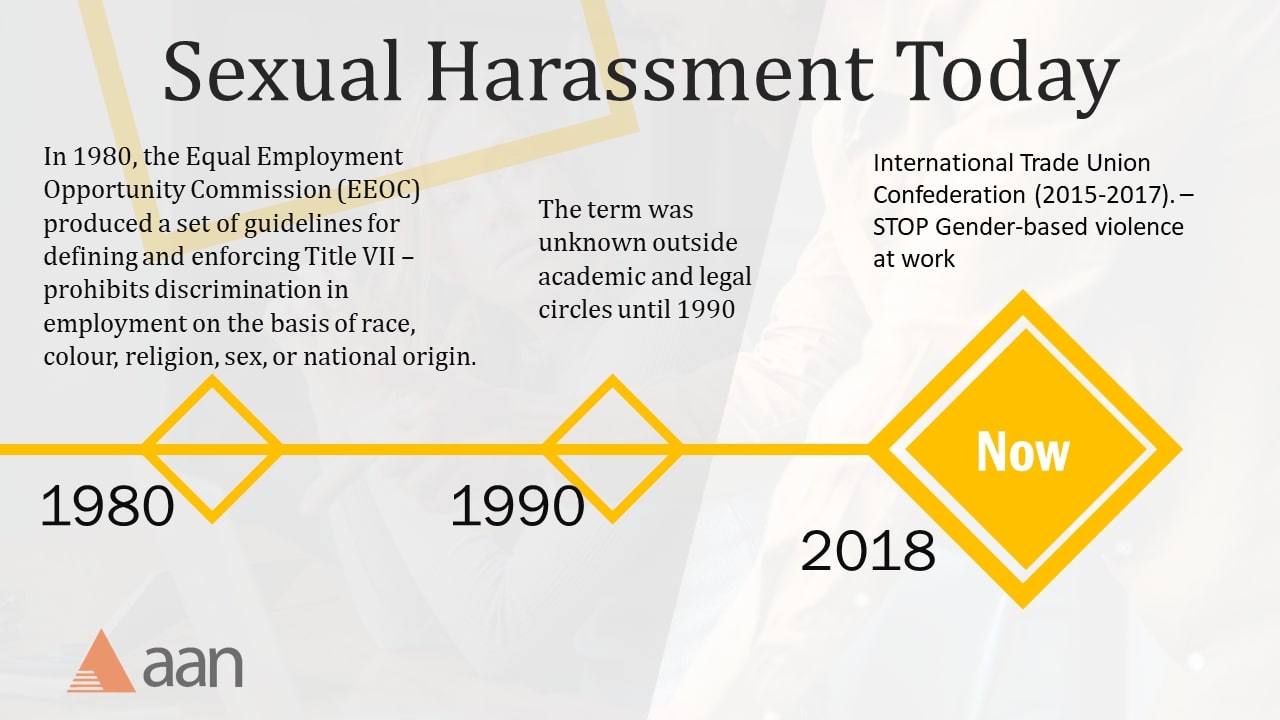 Sexual Harassment Today
In 1980, the Equal Employment
Opportunity Commission (EEOC)
produced a set of guidelines for
defining and enforcing Title VII –
prohibits discrimination in
employment on the basis of race,
colour, religion, sex, or national origin.
The term was
unknown outside
academic and legal
circles until 1990
International Trade Union
Confederation (2015-2017). –
STOP Gender-based violence
at work
Now
1980
1990
2018
aan